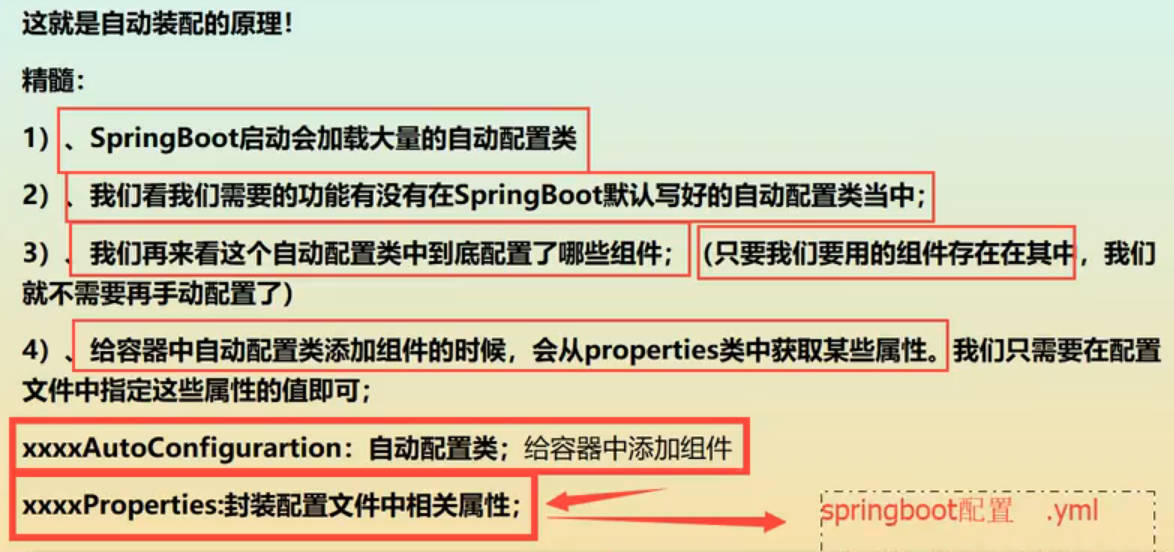 这就是自动装配的原理！
精髓：
1）、SpringBoot启动会加载大量的自动配置类
2）、我们看我们需要的功能有没有在SpringBoot默认写好的自动配置类当中；
3）、我们再来看这个自动配置类中到底配置了哪些组件；（只要我们要用的组件存在在其中，我们
就不需要再手动配置了）
4）、给容器中自动配置类添加组件的时候，会从properties类中获取某些属性。我们只需要在配置
文件中指定这些属性的值即可；
xxxxAutoConfigurartion：自动配置类；给容器中添加组件
xxxxProperties:封装配置文件中相关属性；
springboot配置 .yml